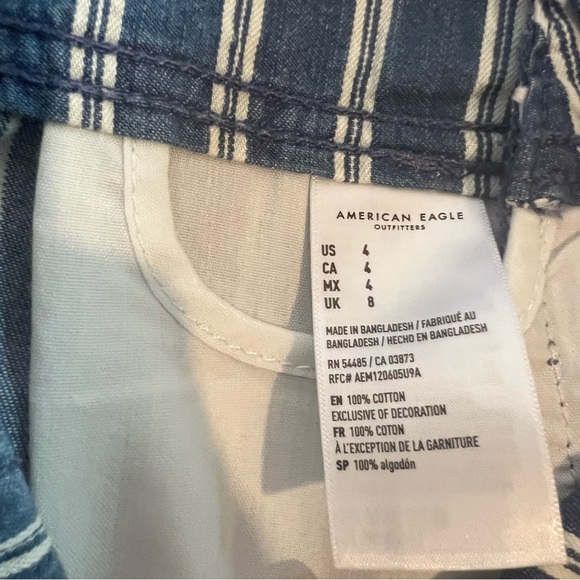 AMERICAN EAGLE
OUTFITTERS
US 4
CA 4
MX 4
UK 8
MADE IN BANGLADESH / FABRIQUÉ AU
BANGLADESH / HECHO EN BANGLADESH
RN 54485 / CA 03873
RFC# AEM120605U9A
EN 100% COTTON
EXCLUSIVE OF DECORATION
FR 100% COTON
À L'EXCEPTION DE LA GARNITURE
SP 100% algodón